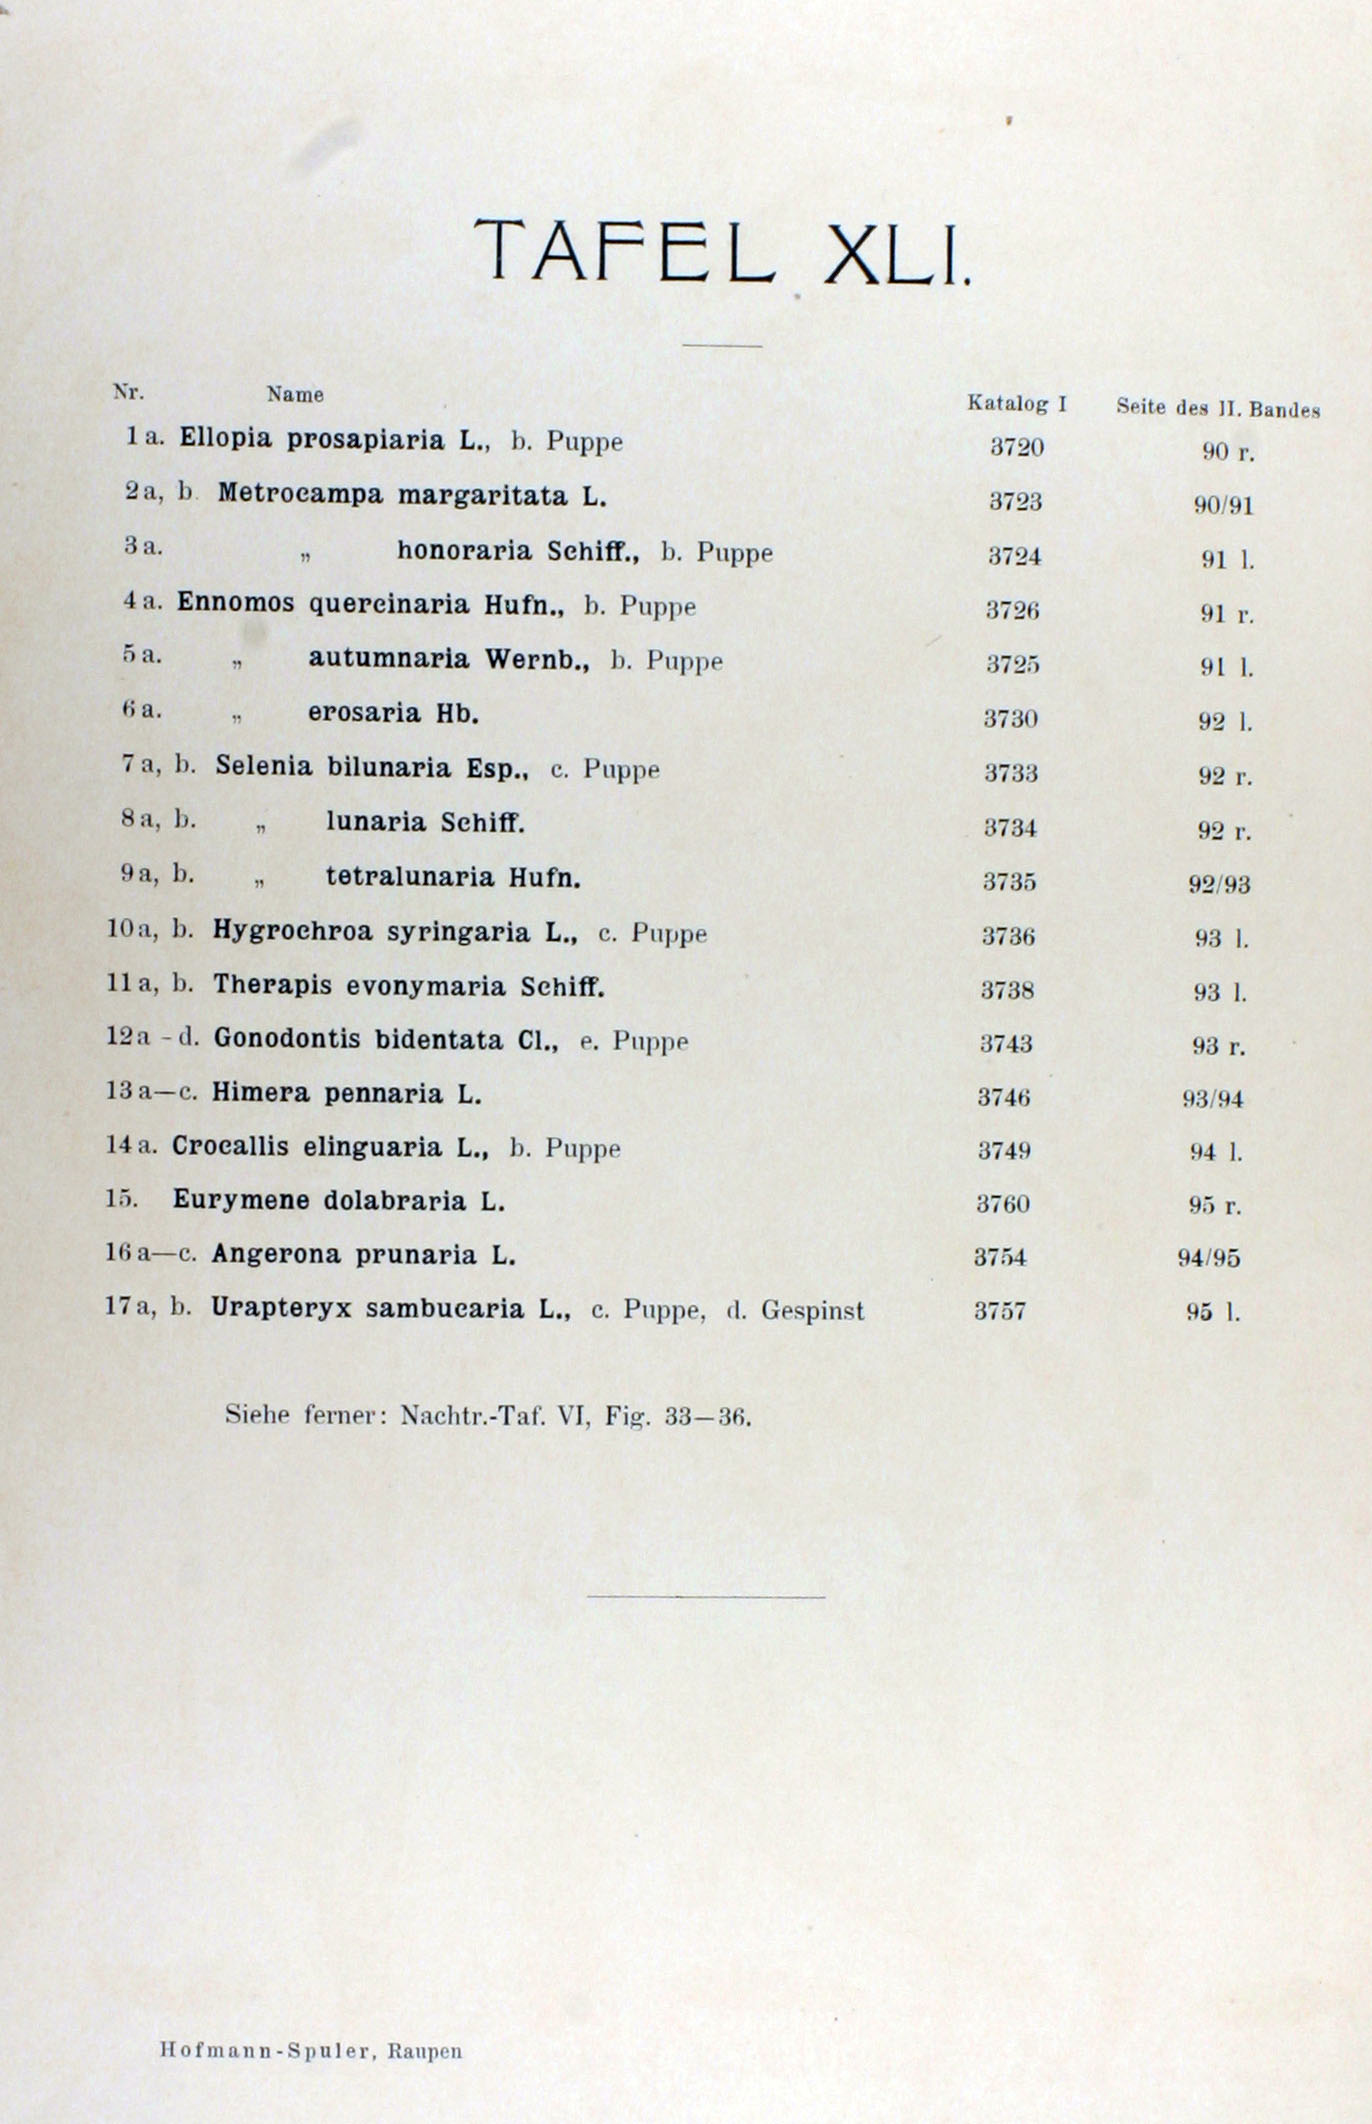 TAFEL XLI.
Nr. Name Katalog I Seite des II. Bandes
1 a. Ellopia prosapiaria L., b. Puppe 3720 90 r.
2 a, b. Metrocampa margaritata L. 3723 90/91
3 a. „ honoraria Schiff., b. Puppe 3724 91 l.
4 a. Ennomos quercinaria Hufn., b. Puppe 3726 91 r.
5 a. „ autumnaria Wernb., b. Puppe 3725 91 l.
6 a. „ erosaria Hb. 3730 92 l.
7 a, b. Selenia bilunaria Esp., c. Puppe 3733 92 r.
8 a, b. „ lunaria Schiff. 3734 92 r.
9 a, b. „ tetralunaria Hufn. 3735 92/93
10 a, b. Hygrochroa syringaria L., c. Puppe 3736 93 l.
11 a, b. Therapis evonymaria Schiff. 3738 93 l.
12 a - d. Gonodontis bidentata Cl., e. Puppe 3743 93 r.
13 a—c. Himera pennaria L. 3746 93/94
14 a. Crocallis elinguaria L., b. Puppe 3749 94 l.
15. Eurymene dolabraria L. 3760 95 r.
16 a—c. Angerona prunaria L. 3754 94/95
17 a, b. Urapteryx sambucaria L., c. Puppe, d. Gespinst 3757 95 l.
Siehe ferner: Nachtr.-Taf. VI, Fig. 33—36.
Hofmann-Spuler, Raupen